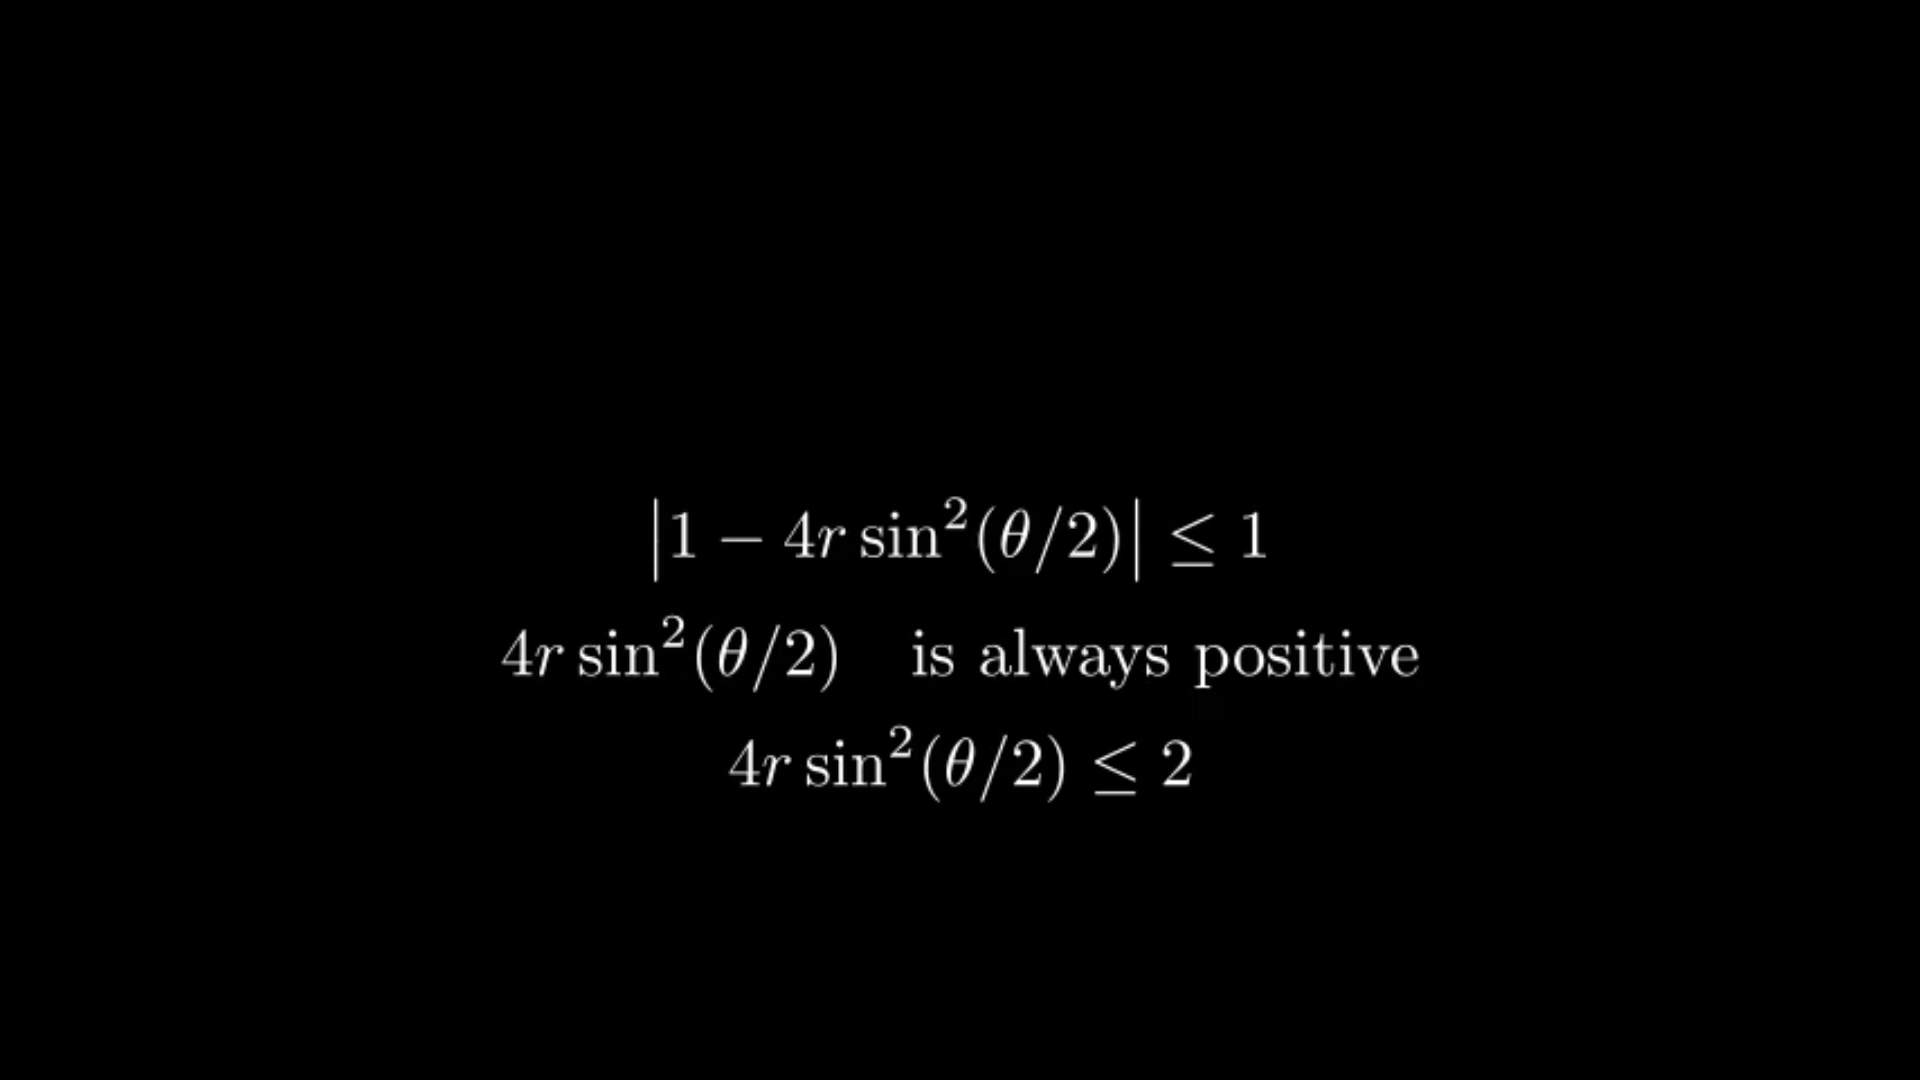 |1 − 4r sin²(θ/2)| ≤ 1
4r sin²(θ/2) is always positive
4r sin²(θ/2) ≤ 2